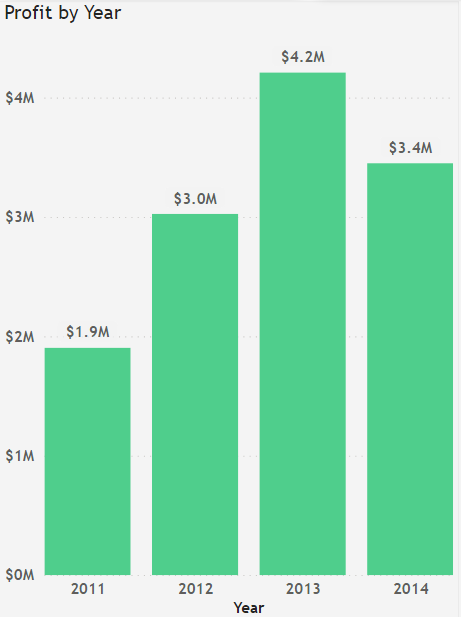 Profit by Year
$4.2M
$4M
$3.4M
$3.0M
$3M
$2M
$1.9M
$1M
$0M
2011 2012 2013 2014
Year